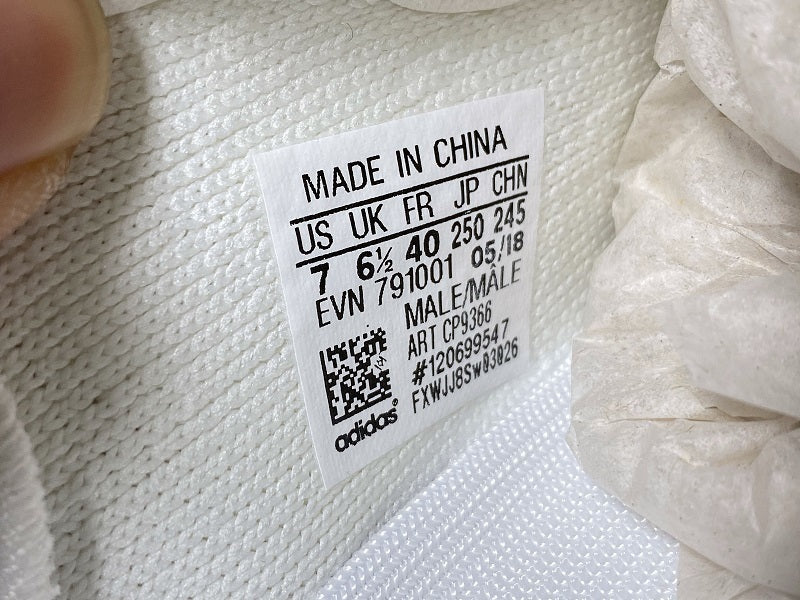 MADE IN CHINA
US UK FR JP CHN
7 6½ 40 250 245
EVN 791001 05/18
MALE/MÂLE
ART CP9366
#120699547
FXWJJ8Sw03026
adidas®